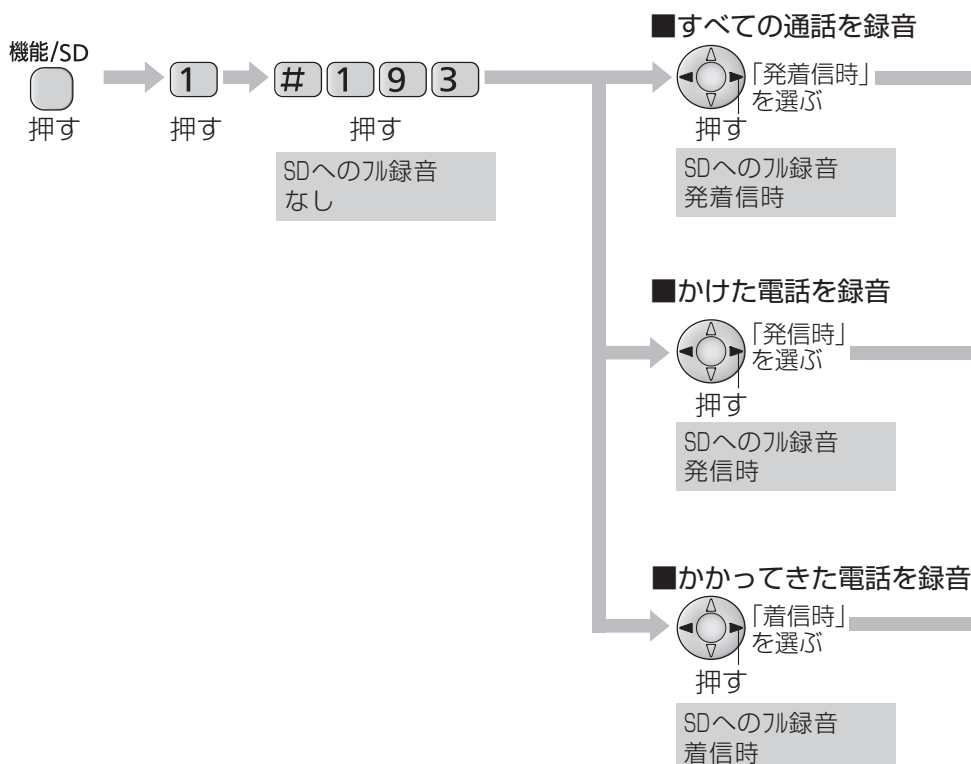 機能/SD
押す
1
押す
# 1 9 3
押す
SDへのﾌﾙ録音
なし
■すべての通話を録音
「発着信時」
を選ぶ
押す
SDへのﾌﾙ録音
発着信時
■かけた電話を録音
「発信時」
を選ぶ
押す
SDへのﾌﾙ録音
発信時
■かかってきた電話を録音
「着信時」
を選ぶ
押す
SDへのﾌﾙ録音
着信時